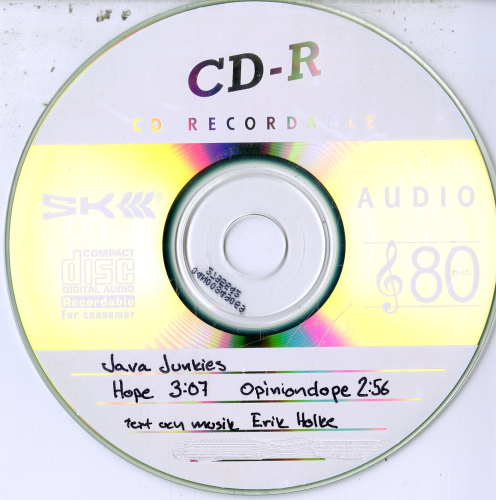 CD-R
CD RECORDABLE
SK
AUDIO
COMPACT
disc
DIGITAL AUDIO
Recordable
for consumer
80 min
Java Junkies
Hope 3:07 Opiniondope 2:56
Text och musik Erik Holke